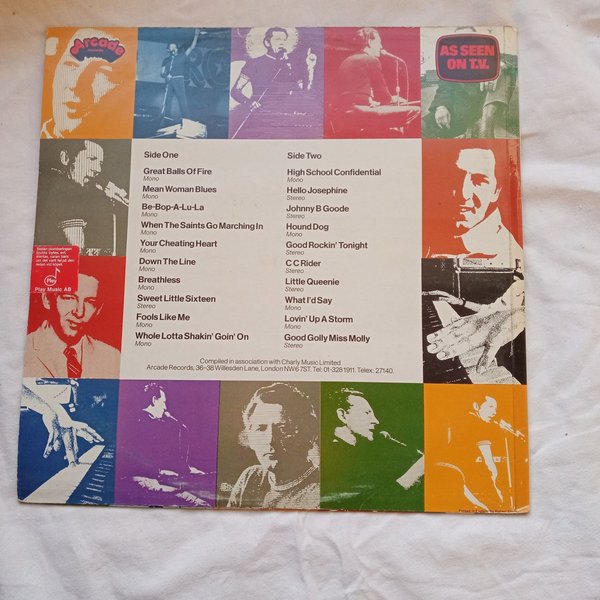 Arcade
AS SEEN
ON T.V.
Side One
Great Balls Of Fire
Mono
Mean Woman Blues
Mono
Be-Bop-A-Lu-La
Mono
When The Saints Go Marching In
Mono
Your Cheating Heart
Mono
Down The Line
Mono
Breathless
Mono
Sweet Little Sixteen
Stereo
Fools Like Me
Mono
Whole Lotta Shakin' Goin' On
Mono
Side Two
High School Confidential
Mono
Hello Josephine
Stereo
Johnny B Goode
Stereo
Hound Dog
Mono
Good Rockin' Tonight
Stereo
C C Rider
Stereo
Little Queenie
Stereo
What I'd Say
Mono
Lovin' Up A Storm
Mono
Good Golly Miss Molly
Stereo
Compiled in association with Charly Music Limited
Arcade Records, 36–38 Willesden Lane, London NW6 7ST. Tel: 01-328 1911. Telex: 27140.
Play Music AB